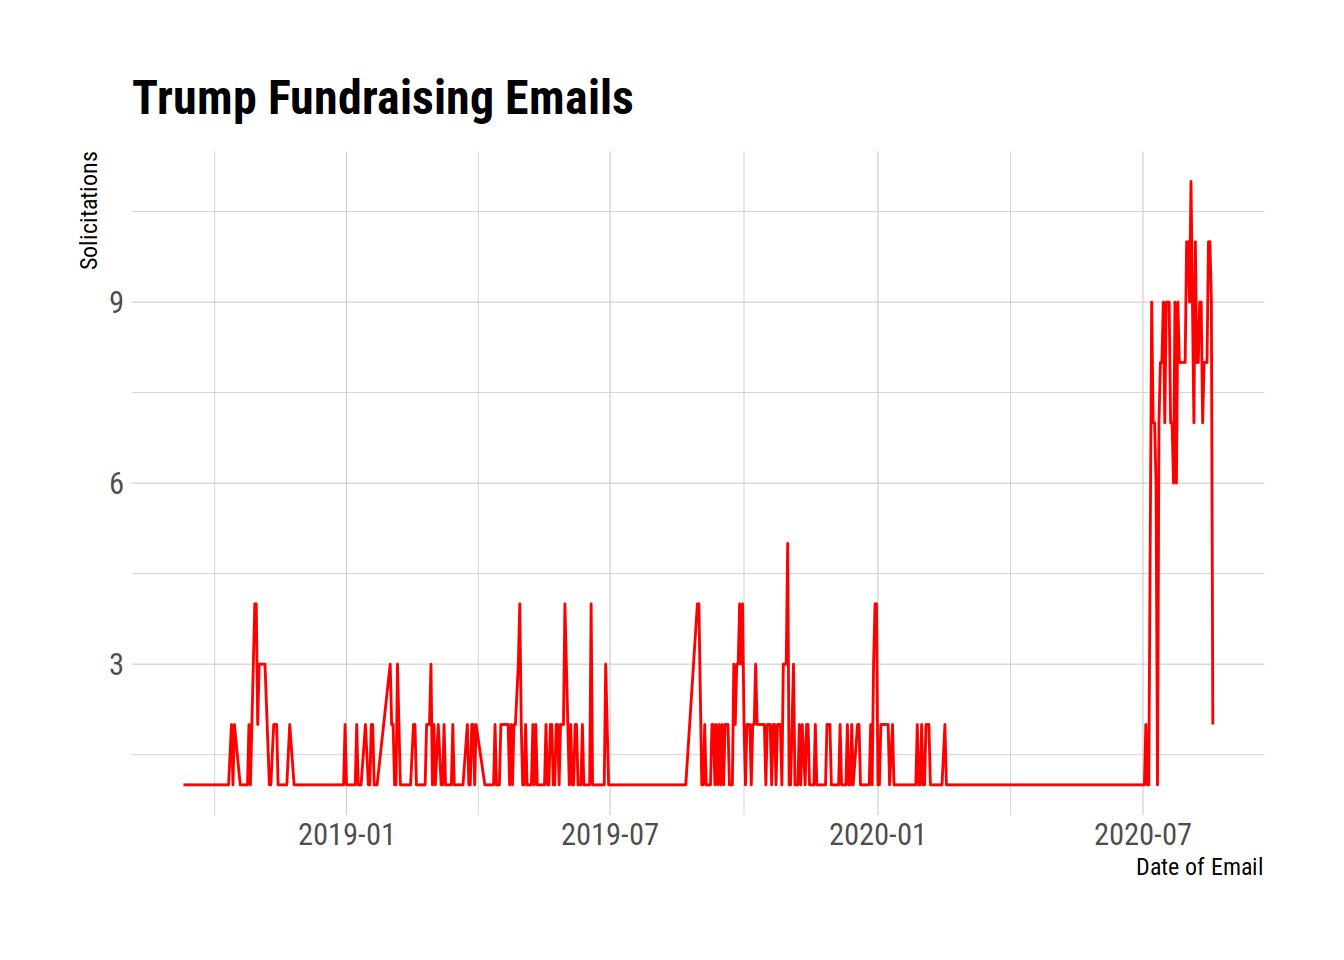 Trump Fundraising Emails
Solicitations
9
6
3
2019-01
2019-07
2020-01
2020-07
Date of Email